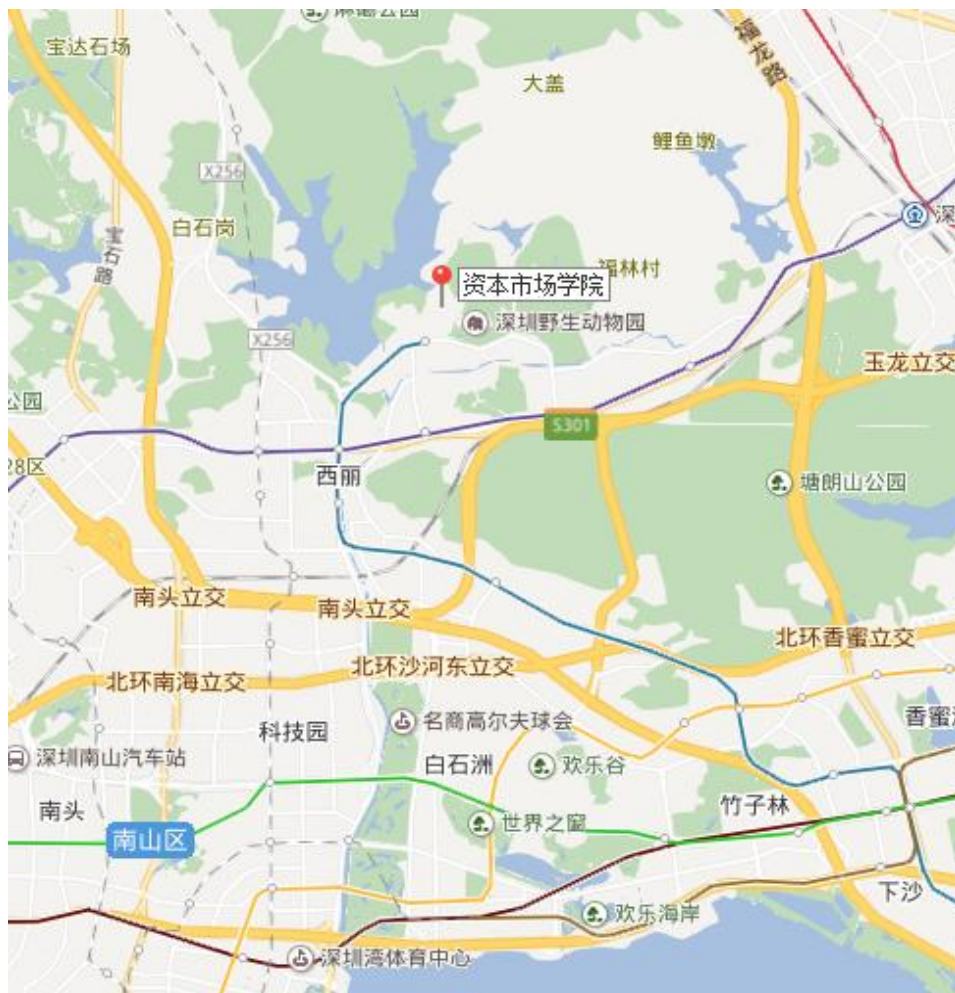 宝达石场
福龙路
大盖
鲤鱼墩
X256
白石岗
宝石路
深
福林村
资本市场学院
深圳野生动物园
X256
玉龙立交
公园
S301
28区
西丽
塘朗山公园
南头立交
南头立交
北环香蜜立交
北环沙河东立交
北环南海立交
名商高尔夫球会
香蜜
科技园
深圳南山汽车站
白石洲
欢乐谷
南头
竹子林
世界之窗
南山区
下沙
欢乐海岸
深圳湾体育中心